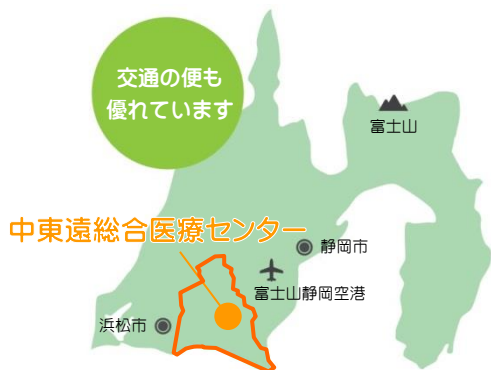 交通の便も
優れています
富士山
中東遠総合医療センター
静岡市
富士山静岡空港
浜松市